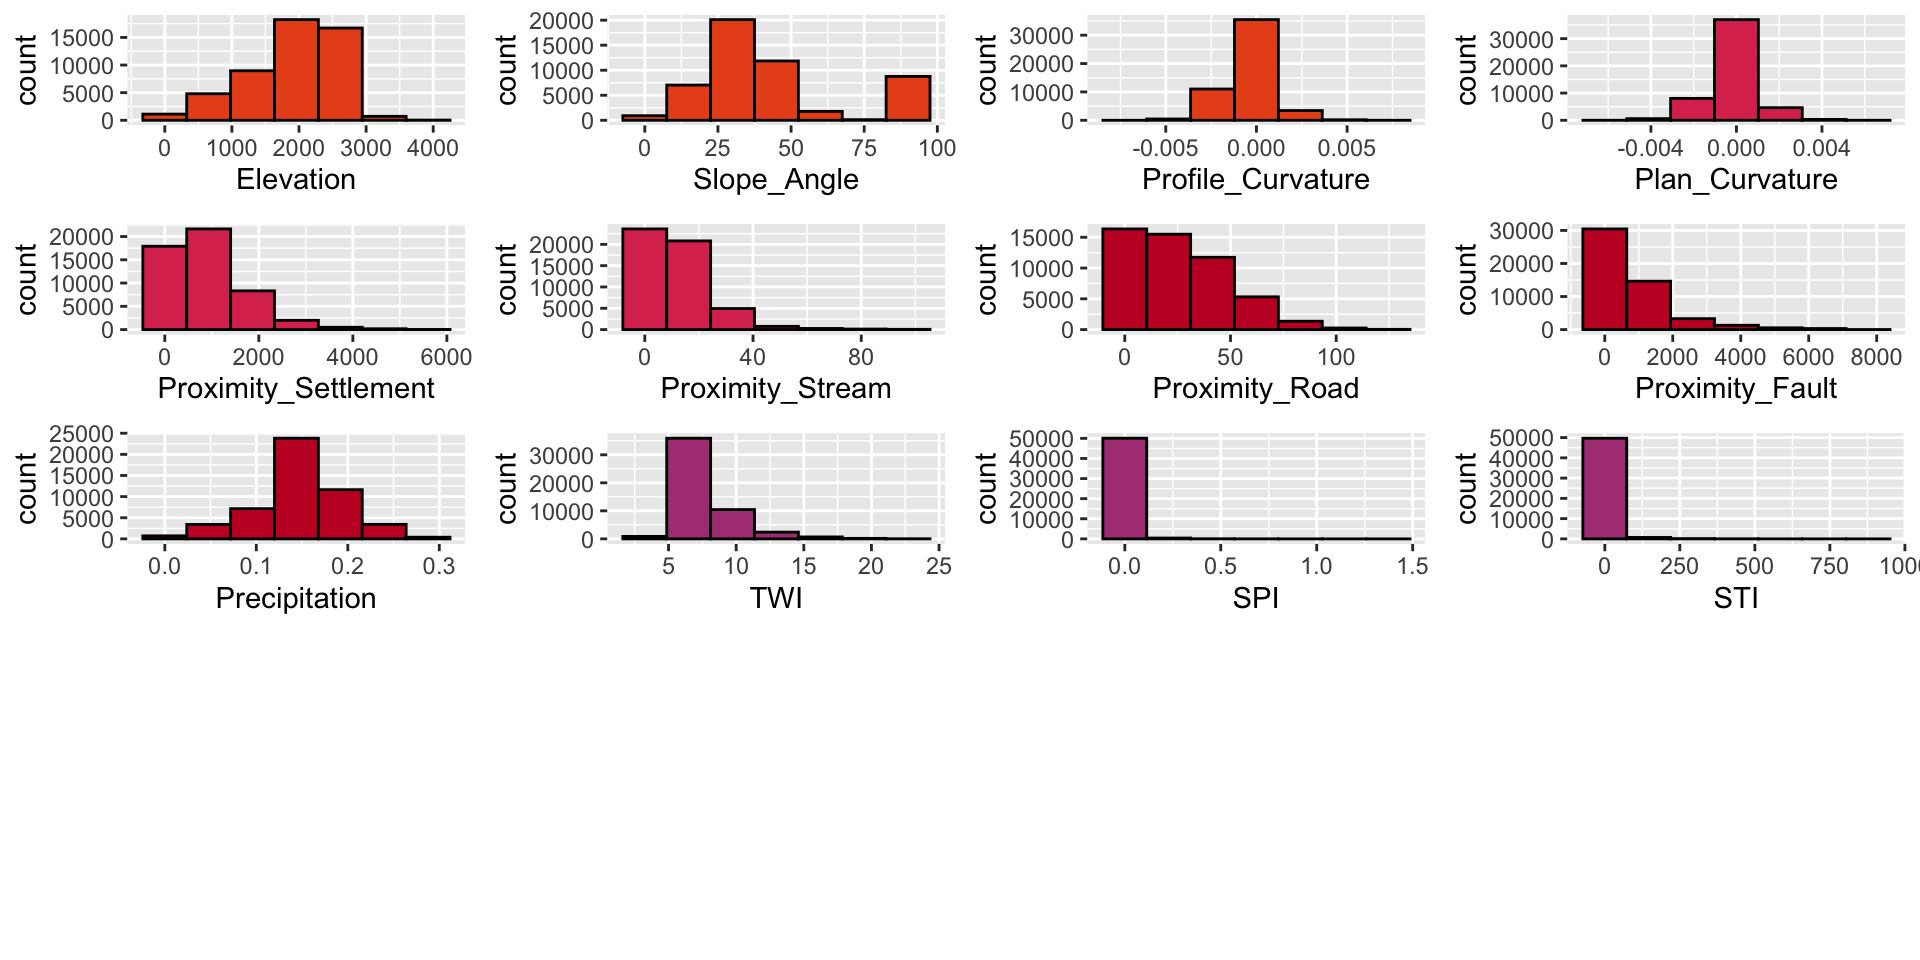 count
15000
10000
5000
0
0 1000 2000 3000 4000
Elevation
count
20000
15000
10000
5000
0
0 25 50 75 100
Slope_Angle
count
30000
20000
10000
0
-0.005 0.000 0.005
Profile_Curvature
count
30000
20000
10000
0
-0.004 0.000 0.004
Plan_Curvature
count
20000
15000
10000
5000
0
0 2000 4000 6000
Proximity_Settlement
count
20000
15000
10000
5000
0
0 40 80
Proximity_Stream
count
15000
10000
5000
0
0 50 100
Proximity_Road
count
30000
20000
10000
0
0 2000 4000 6000 8000
Proximity_Fault
count
25000
20000
15000
10000
5000
0
0.0 0.1 0.2 0.3
Precipitation
count
30000
20000
10000
0
5 10 15 20 25
TWI
count
50000
40000
30000
20000
10000
0
0.0 0.5 1.0 1.5
SPI
count
50000
40000
30000
20000
10000
0
0 250 500 750
STI